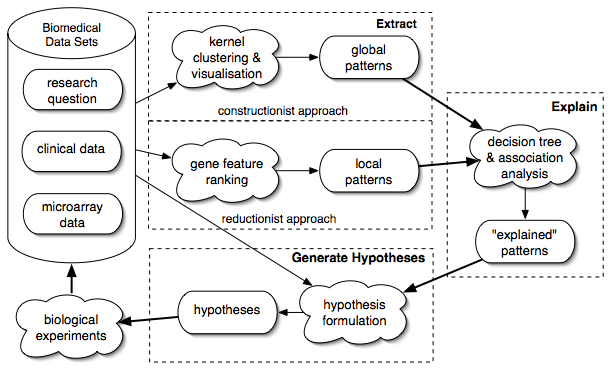 Biomedical
Data Sets
research
question
clinical data
microarray
data
biological
experiments
Extract
kernel
clustering &
visualisation
global
patterns
constructionist approach
gene feature
ranking
local
patterns
reductionist approach
Explain
decision tree
& association
analysis
"explained"
patterns
Generate Hypotheses
hypotheses
hypothesis
formulation